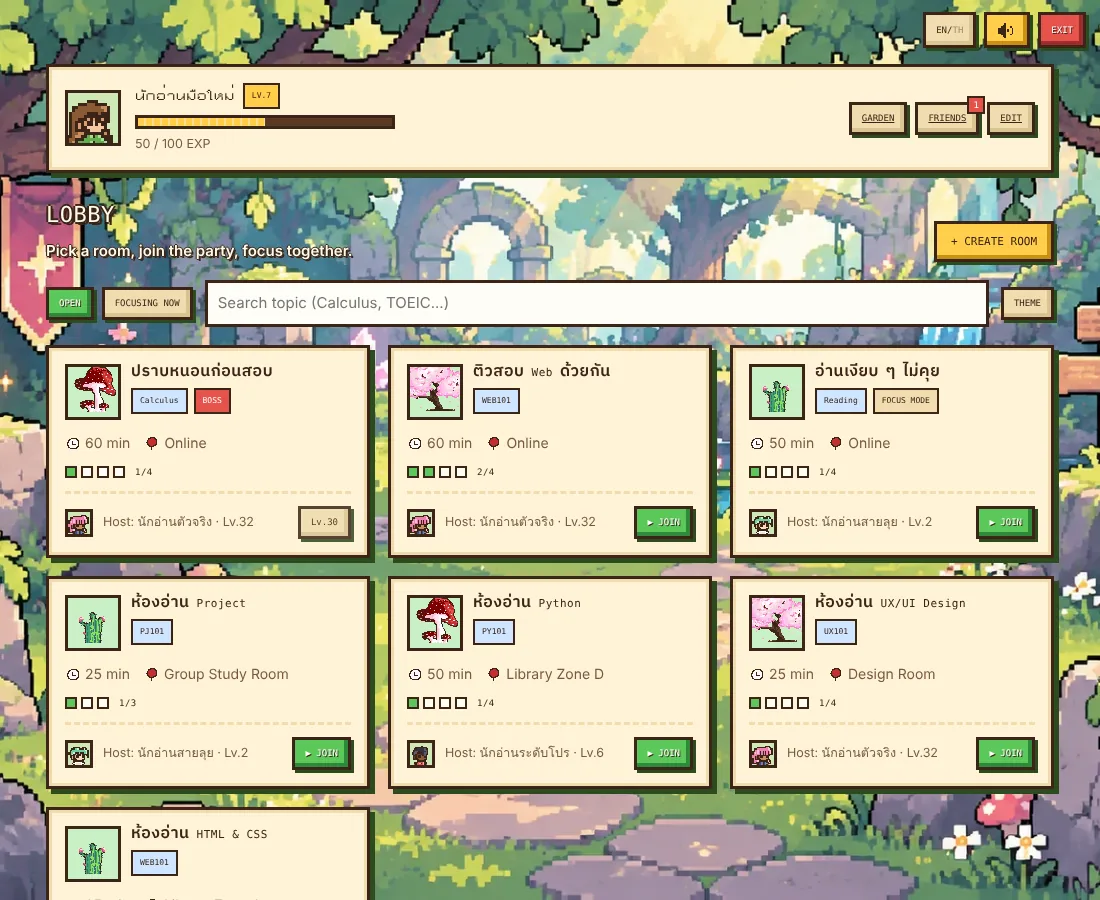 EN/TH EXIT
นักอ่านมือใหม่ LV.7
50 / 100 EXP
GARDEN FRIENDS 1 EDIT
LOBBY
Pick a room, join the party, focus together.
+ CREATE ROOM
OPEN FOCUSING NOW Search topic (Calculus, TOEIC...) THEME
ปราบหนอนก่อนสอบ
Calculus BOSS
60 min Online
1/4
Host: นักอ่านตัวจริง · Lv.32 Lv.30
ติวสอบ Web ด้วยกัน
WEB101
60 min Online
2/4
Host: นักอ่านตัวจริง · Lv.32 ▶ JOIN
อ่านเงียบ ๆ ไม่คุย
Reading FOCUS MODE
50 min Online
1/4
Host: นักอ่านสายลุย · Lv.2 ▶ JOIN
ห้องอ่าน Project
PJ101
25 min Group Study Room
1/3
Host: นักอ่านสายลุย · Lv.2 ▶ JOIN
ห้องอ่าน Python
PY101
50 min Library Zone D
1/4
Host: นักอ่านระดับโปร · Lv.6 ▶ JOIN
ห้องอ่าน UX/UI Design
UX101
25 min Design Room
1/4
Host: นักอ่านตัวจริง · Lv.32 ▶ JOIN
ห้องอ่าน HTML & CSS
WEB101